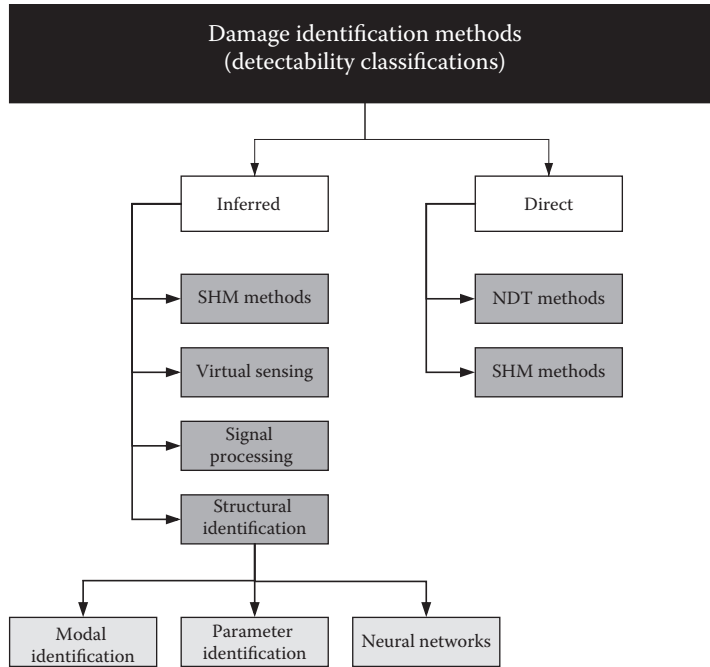 Damage identification methods
(detectability classifications)
Inferred
Direct
SHM methods
NDT methods
Virtual sensing
SHM methods
Signal
processing
Structural
identification
Modal
identification
Parameter
identification
Neural networks